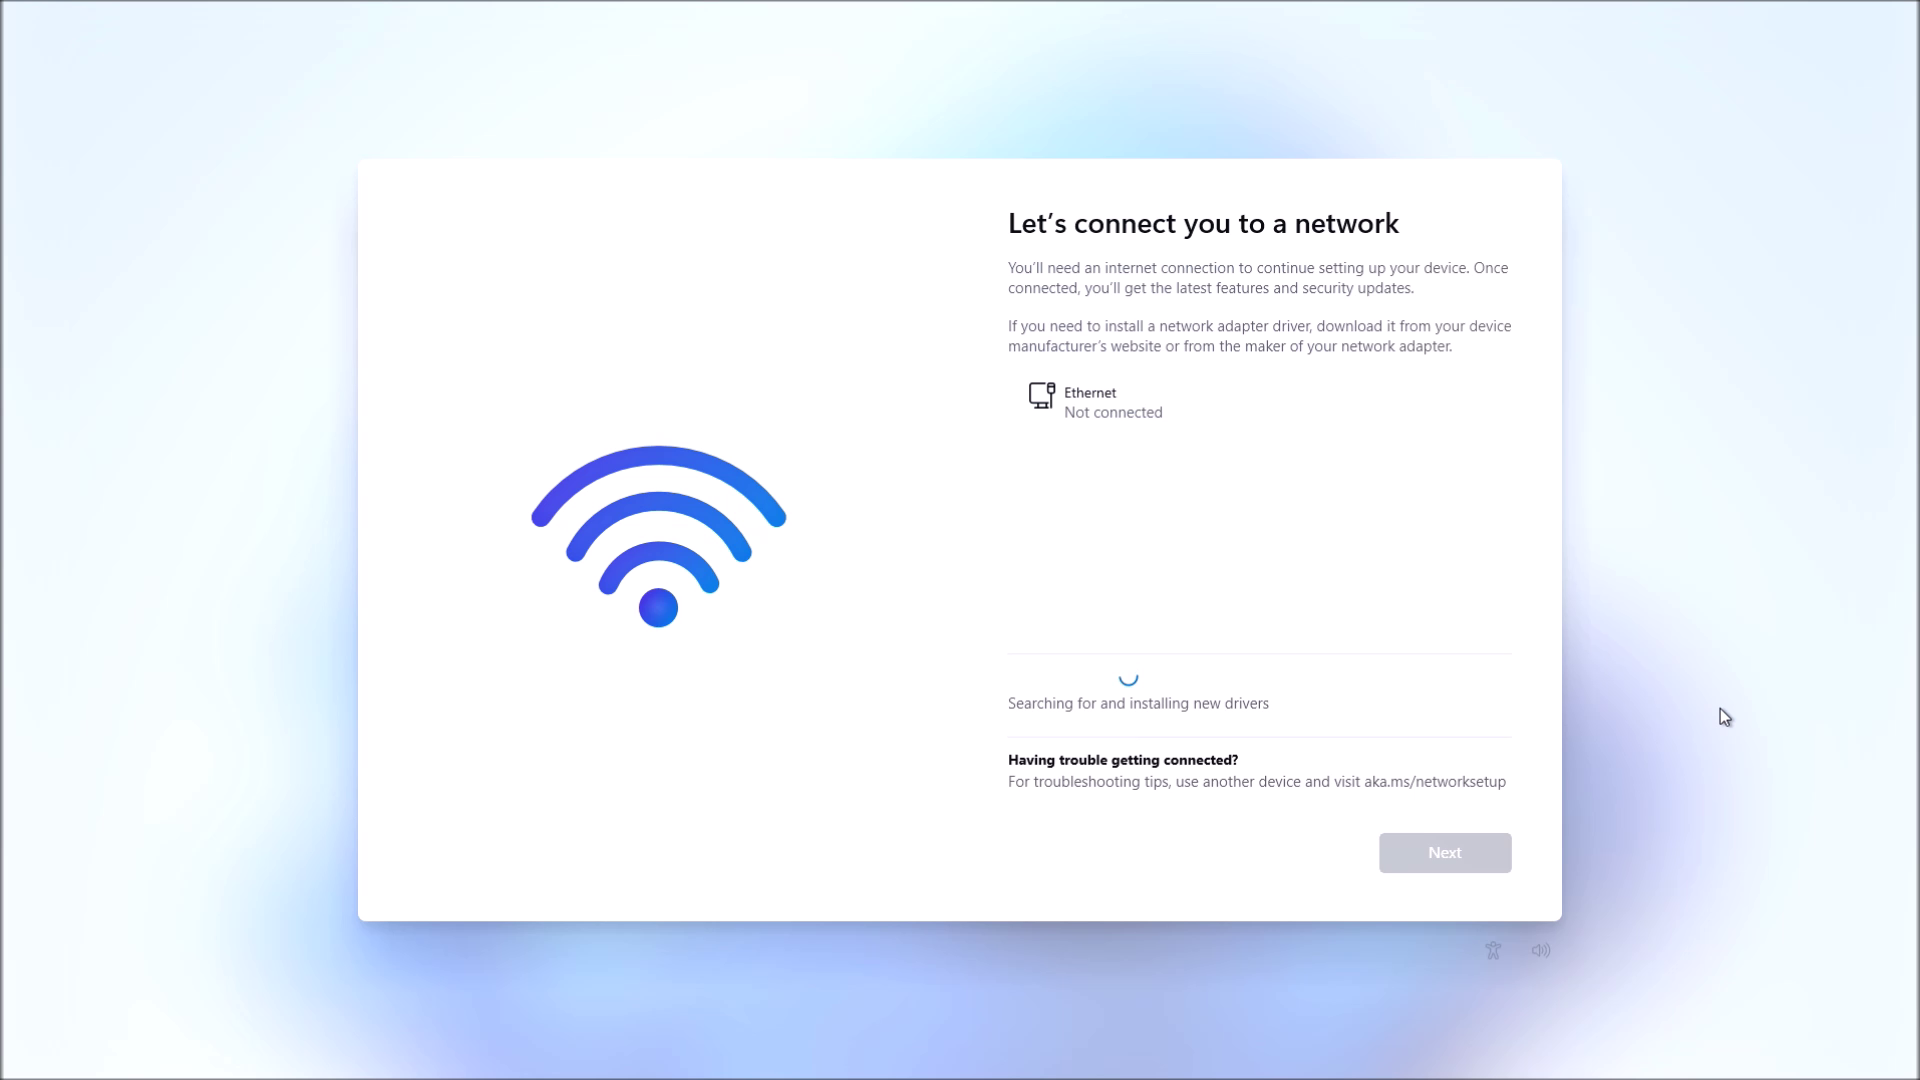 Let’s connect you to a network
You’ll need an internet connection to continue setting up your device. Once
connected, you’ll get the latest features and security updates.
If you need to install a network adapter driver, download it from your device
manufacturer’s website or from the maker of your network adapter.
Ethernet
Not connected
Searching for and installing new drivers
Having trouble getting connected?
For troubleshooting tips, use another device and visit aka.ms/networksetup
Next